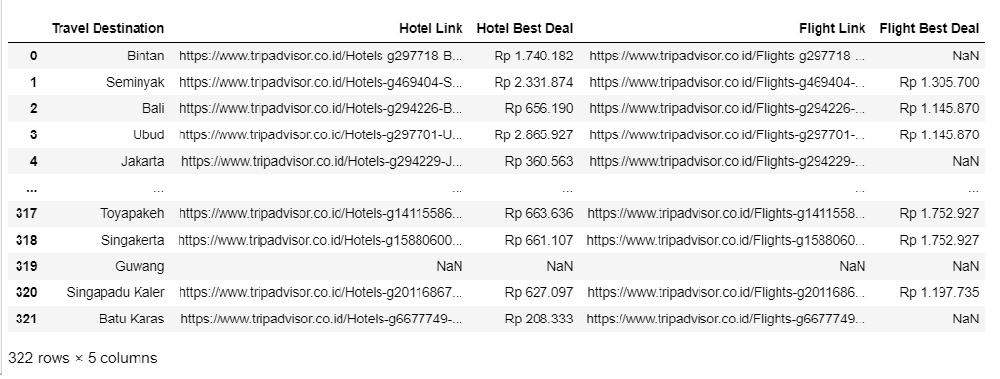 Travel Destination Hotel Link Hotel Best Deal Flight Link Flight Best Deal
0 Bintan https://www.tripadvisor.co.id/Hotels-g297718-B... Rp 1.740.182 https://www.tripadvisor.co.id/Flights-g297718-... NaN
1 Seminyak https://www.tripadvisor.co.id/Hotels-g469404-S... Rp 2.331.874 https://www.tripadvisor.co.id/Flights-g469404-... Rp 1.305.700
2 Bali https://www.tripadvisor.co.id/Hotels-g294226-B... Rp 656.190 https://www.tripadvisor.co.id/Flights-g294226-... Rp 1.145.870
3 Ubud https://www.tripadvisor.co.id/Hotels-g297701-U... Rp 2.865.927 https://www.tripadvisor.co.id/Flights-g297701-... Rp 1.145.870
4 Jakarta https://www.tripadvisor.co.id/Hotels-g294229-J... Rp 360.563 https://www.tripadvisor.co.id/Flights-g294229-... NaN
... ... ... ... ... ...
317 Toyapakeh https://www.tripadvisor.co.id/Hotels-g14115586... Rp 663.636 https://www.tripadvisor.co.id/Flights-g1411558... Rp 1.752.927
318 Singakerta https://www.tripadvisor.co.id/Hotels-g15880600... Rp 661.107 https://www.tripadvisor.co.id/Flights-g1588060... Rp 1.752.927
319 Guwang NaN NaN NaN NaN
320 Singapadu Kaler https://www.tripadvisor.co.id/Hotels-g20116867... Rp 627.097 https://www.tripadvisor.co.id/Flights-g2011686... Rp 1.197.735
321 Batu Karas https://www.tripadvisor.co.id/Hotels-g6677749-... Rp 208.333 https://www.tripadvisor.co.id/Flights-g6677749... NaN
322 rows × 5 columns